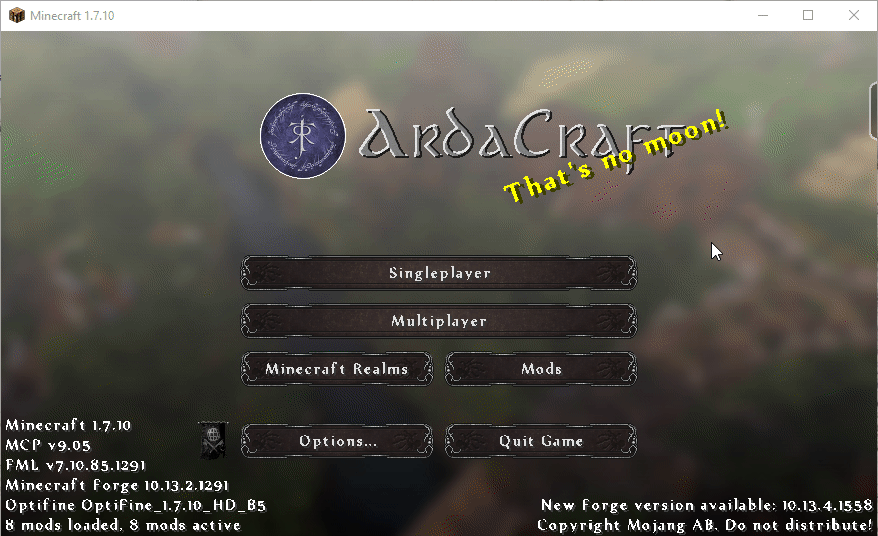 Minecraft 1.7.10
ArdaCraft
That's no moon!
Singleplayer
Multiplayer
Minecraft Realms
Mods
Options...
Quit Game
Minecraft 1.7.10
MCP v9.05
FML v7.10.85.1291
Minecraft Forge 10.13.2.1291
Optifine OptiFine_1.7.10_HD_B5
8 mods loaded, 8 mods active
New Forge version available: 10.13.4.1558
Copyright Mojang AB. Do not distribute!